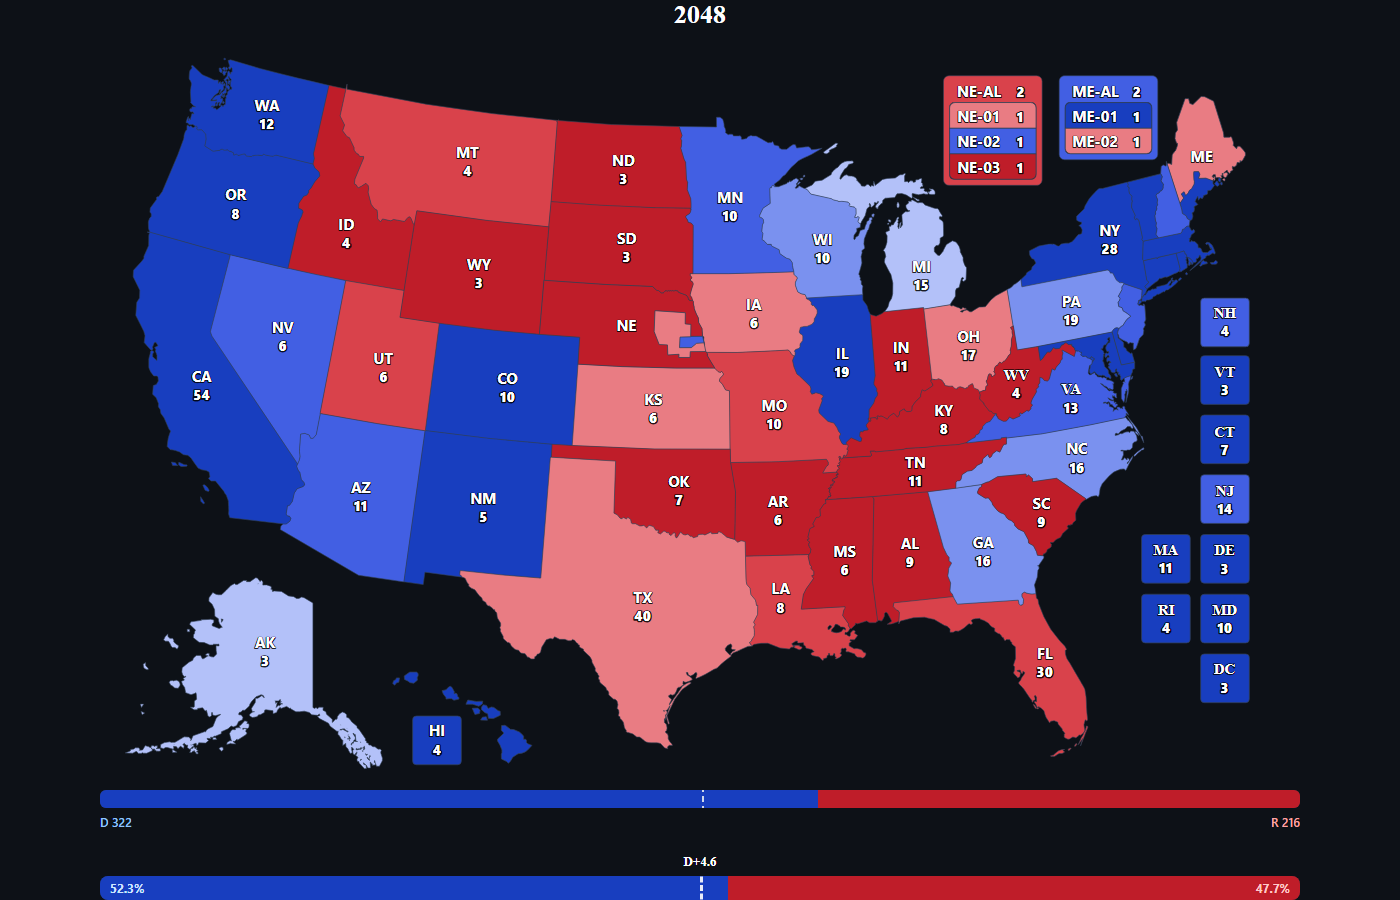 2048
WA
12
OR
8
CA
54
NV
6
ID
4
MT
4
WY
3
UT
6
AZ
11
CO
10
NM
5
ND
3
SD
3
NE
KS
6
OK
7
TX
40
MN
10
IA
6
MO
10
AR
6
LA
8
WI
10
IL
19
MI
15
IN
11
OH
17
KY
8
TN
11
MS
6
AL
9
GA
16
FL
30
SC
9
NC
16
VA
13
WV
4
PA
19
NY
28
ME
AK
3
HI
4
NE-AL 2
NE-01 1
NE-02 1
NE-03 1
ME-AL 2
ME-01 1
ME-02 1
NH
4
VT
3
CT
7
NJ
14
MA
11
DE
3
RI
4
MD
10
DC
3
D 322
R 216
D+4.6
52.3%
47.7%